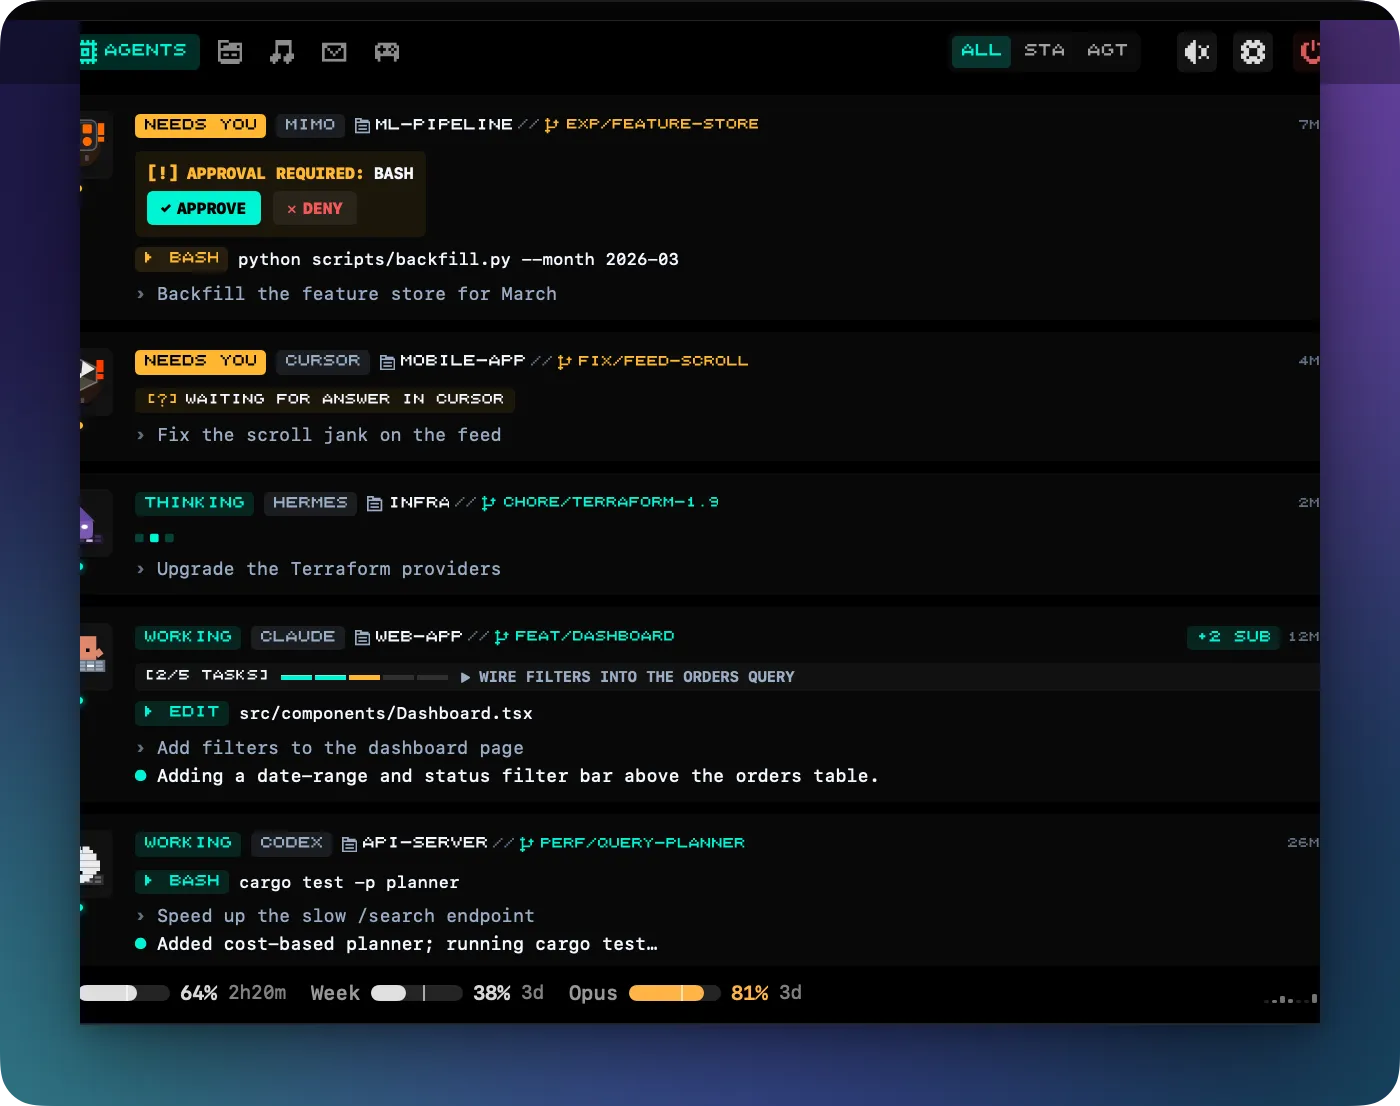 AGENTS ALL STA AGT
NEEDS YOU MIMO ML-PIPELINE // EXP/FEATURE-STORE 7M
[!] APPROVAL REQUIRED: BASH
✓ APPROVE × DENY
BASH python scripts/backfill.py --month 2026-03
› Backfill the feature store for March
NEEDS YOU CURSOR MOBILE-APP // FIX/FEED-SCROLL 4M
[?] WAITING FOR ANSWER IN CURSOR
› Fix the scroll jank on the feed
THINKING HERMES INFRA // CHORE/TERRAFORM-1.9 2M
› Upgrade the Terraform providers
WORKING CLAUDE WEB-APP // FEAT/DASHBOARD +2 SUB 12M
[2/5 TASKS] ▶ WIRE FILTERS INTO THE ORDERS QUERY
EDIT src/components/Dashboard.tsx
› Add filters to the dashboard page
● Adding a date-range and status filter bar above the orders table.
WORKING CODEX API-SERVER // PERF/QUERY-PLANNER 26M
BASH cargo test -p planner
› Speed up the slow /search endpoint
● Added cost-based planner; running cargo test…
64% 2h20m Week 38% 3d Opus 81% 3d